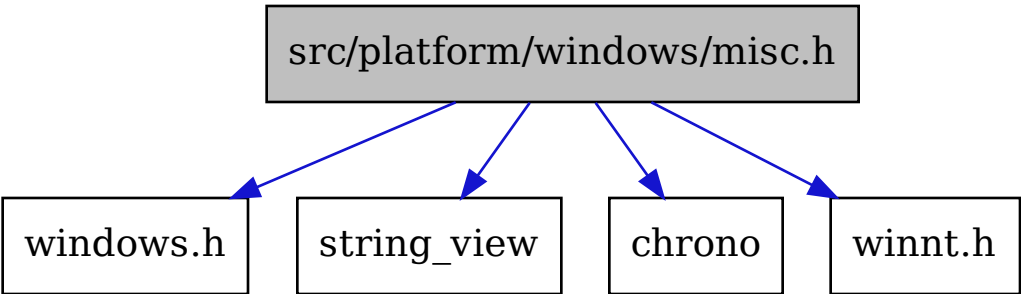 src/platform/windows/misc.h
windows.h
string_view
chrono
winnt.h